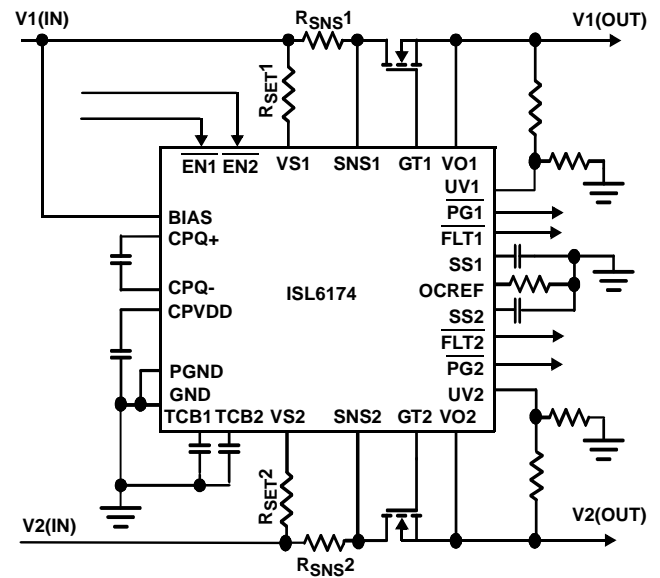 V1(IN)
RSNS1
V1(OUT)
RSET1
EN1 EN2 VS1 SNS1 GT1 VO1
UV1
BIAS
PG1
CPQ+
FLT1
SS1
CPQ-
ISL6174
OCREF
CPVDD
SS2
FLT2
PGND
PG2
GND
UV2
TCB1 TCB2 VS2 SNS2 GT2 VO2
RSET2
V2(IN)
V2(OUT)
RSNS2